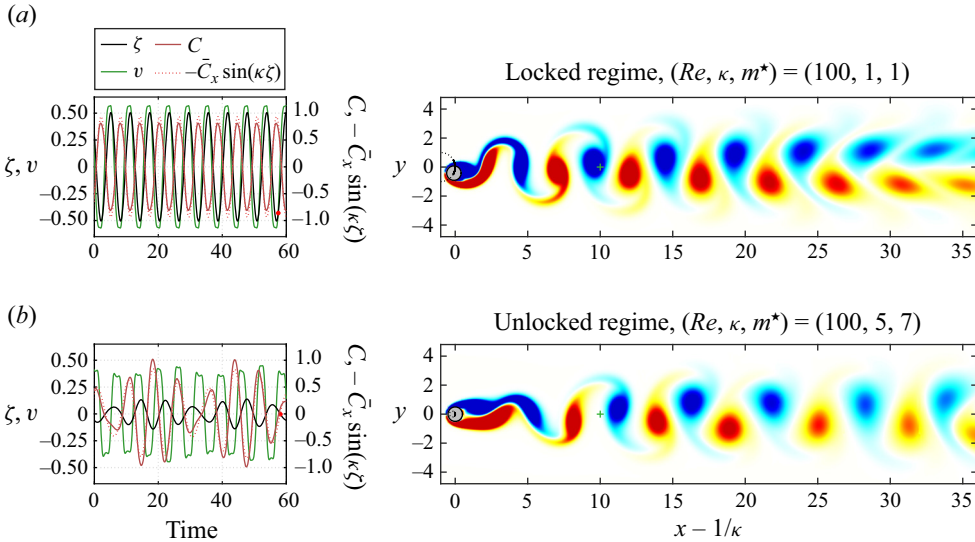 (a)
ζ C
v −C̄ₓ sin(κζ)
Locked regime, (Re, κ, m★) = (100, 1, 1)
ζ, v
0.50
0.25
0
−0.25
−0.50
1.0
0.5
0
−0.5
−1.0
C, −C̄ₓ sin(κζ)
0 20 40 60
y
4
2
0
−2
−4
0 5 10 15 20 25 30 35
(b)
Unlocked regime, (Re, κ, m★) = (100, 5, 7)
ζ, v
0.50
0.25
0
−0.25
−0.50
1.0
0.5
0
−0.5
−1.0
C, −C̄ₓ sin(κζ)
0 20 40 60
Time
y
4
2
0
−2
−4
0 5 10 15 20 25 30 35
x − 1/κ